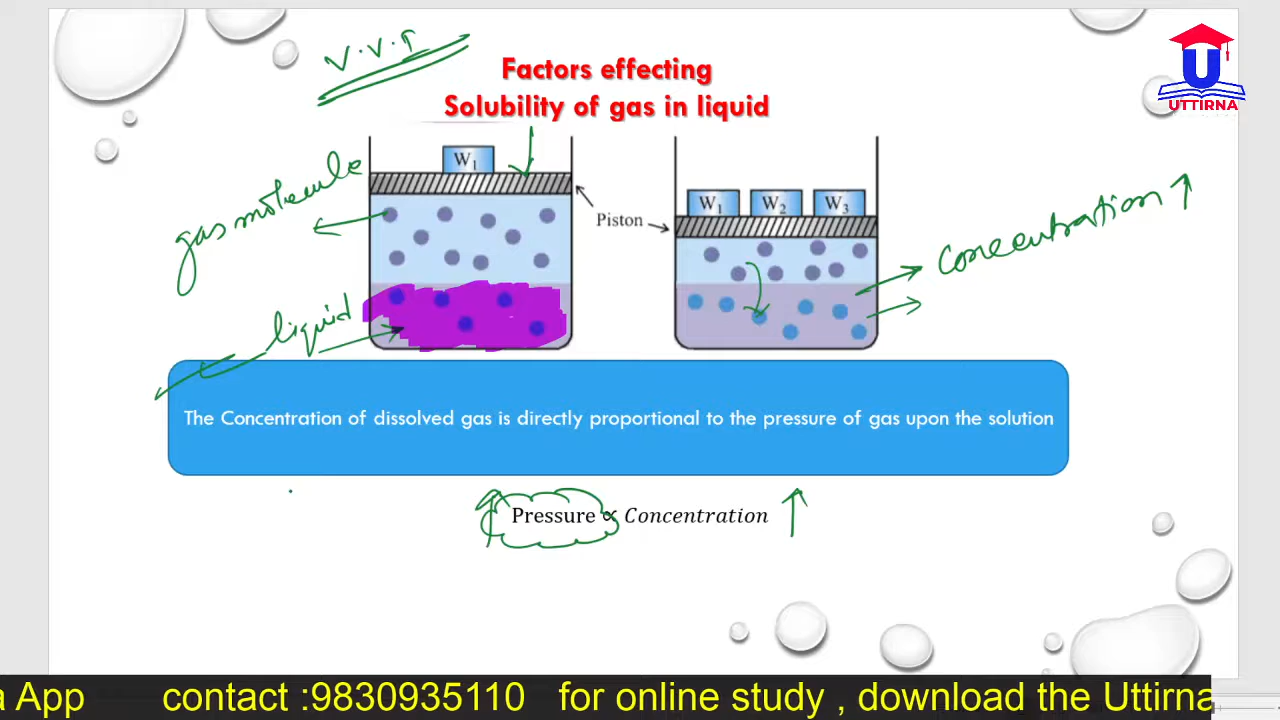 V.V.I
Factors effecting
Solubility of gas in liquid
UTTIRNA
gas molecule
W1
Piston
W1 W2 W3
Concentration ↑
liquid
The Concentration of dissolved gas is directly proportional to the pressure of gas upon the solution
↑ Pressure ∝ Concentration ↑
a App contact :9830935110 for online study , download the Uttirna